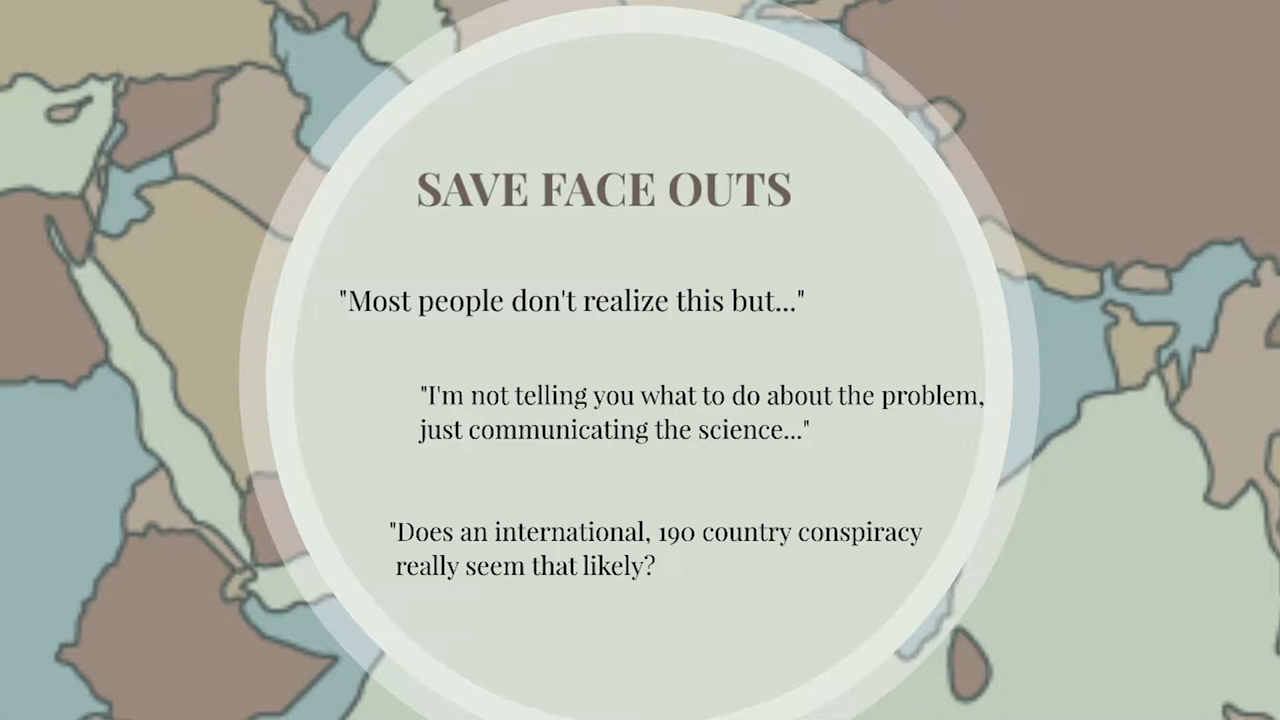 SAVE FACE OUTS
"Most people don't realize this but..."
"I'm not telling you what to do about the problem,
just communicating the science..."
"Does an international, 190 country conspiracy
really seem that likely?